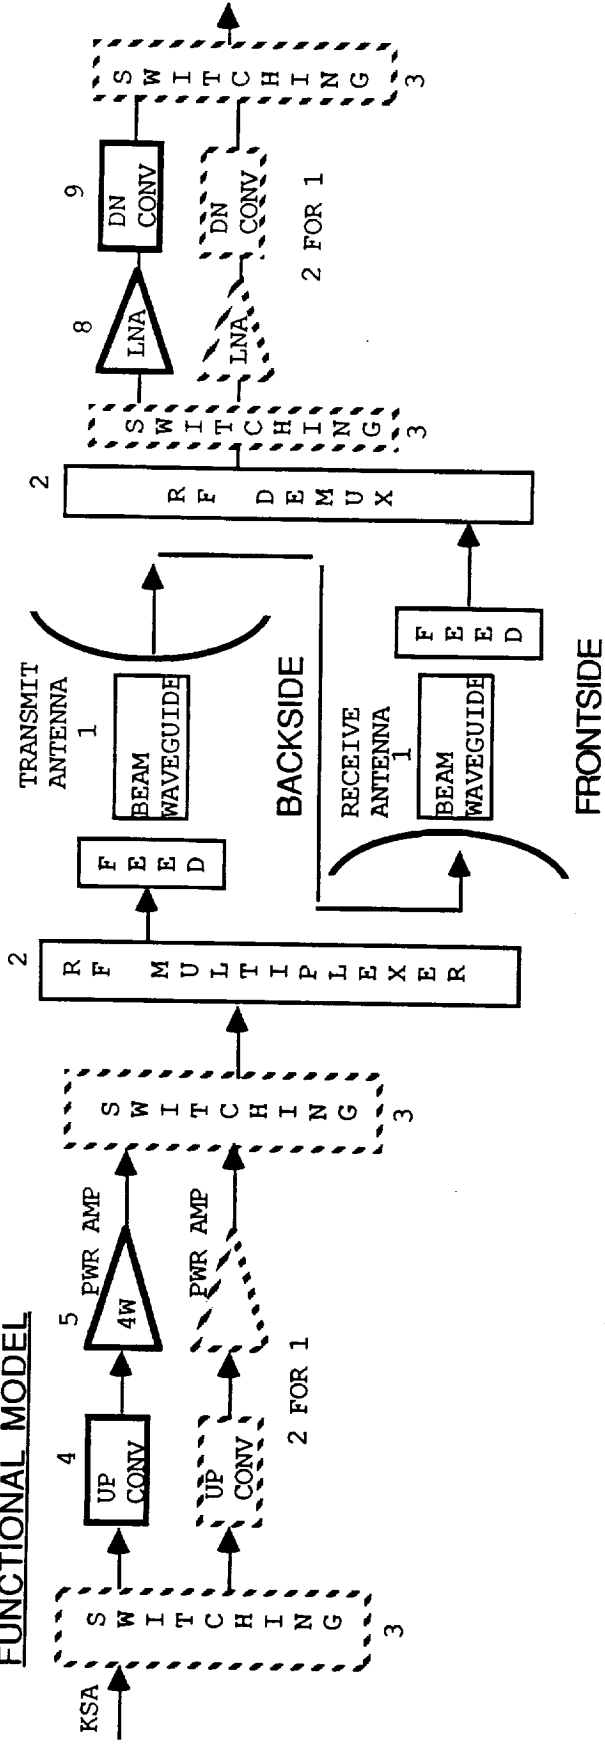 FUNCTIONAL MODEL
KSA
SWITCHING
3
4
UP
CONV
5
PWR AMP
4W
UP
CONV
PWR AMP
2 FOR 1
SWITCHING
3
2
RF MULTIPLEXER
FEED
TRANSMIT
ANTENNA
1
BEAM
WAVEGUIDE
BACKSIDE
RECEIVE
ANTENNA
1
BEAM
WAVEGUIDE
FEED
FRONTSIDE
2
RF DEMUX
SWITCHING
3
8
LNA
9
DN
CONV
LNA
DN
CONV
2 FOR 1
SWITCHING
3